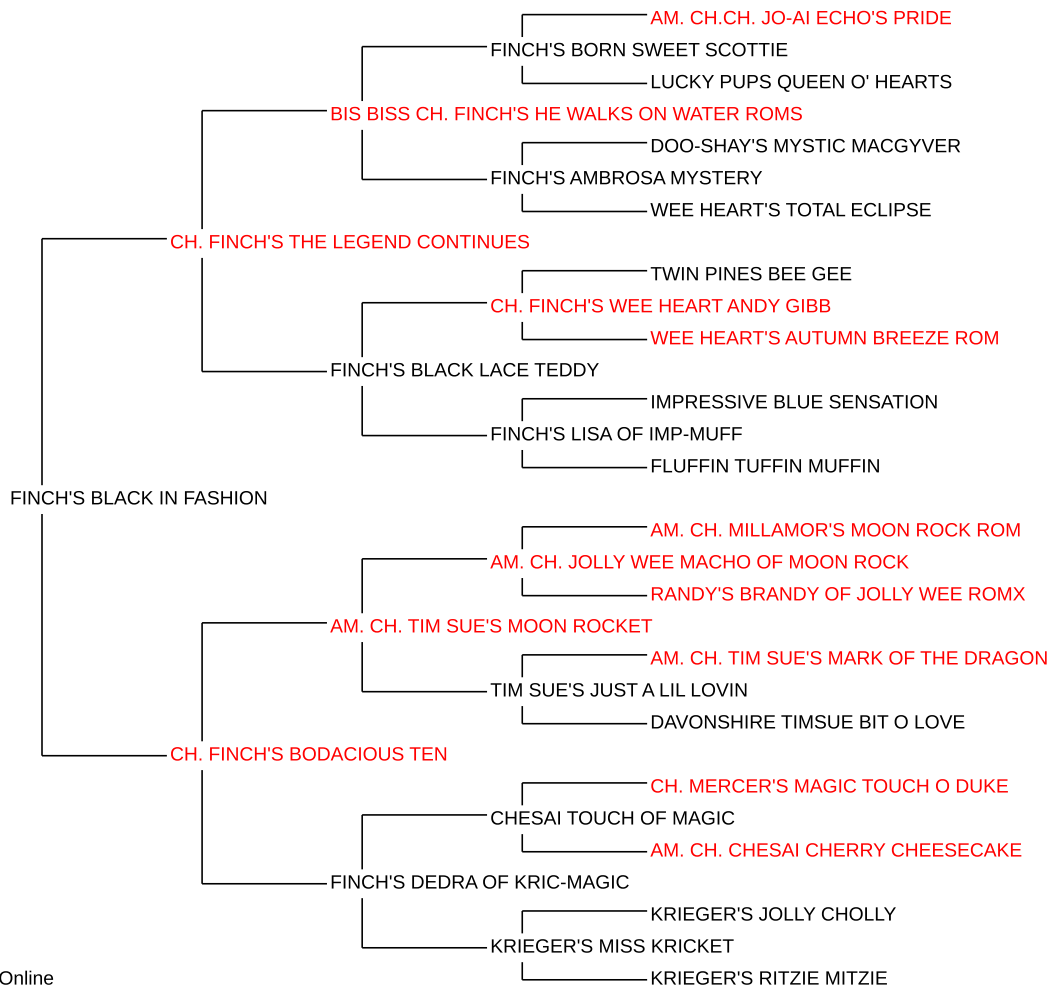 AM. CH.CH. JO-AI ECHO'S PRIDE
FINCH'S BORN SWEET SCOTTIE
LUCKY PUPS QUEEN O' HEARTS
BIS BISS CH. FINCH'S HE WALKS ON WATER ROMS
DOO-SHAY'S MYSTIC MACGYVER
FINCH'S AMBROSA MYSTERY
WEE HEART'S TOTAL ECLIPSE
CH. FINCH'S THE LEGEND CONTINUES
TWIN PINES BEE GEE
CH. FINCH'S WEE HEART ANDY GIBB
WEE HEART'S AUTUMN BREEZE ROM
FINCH'S BLACK LACE TEDDY
IMPRESSIVE BLUE SENSATION
FINCH'S LISA OF IMP-MUFF
FLUFFIN TUFFIN MUFFIN
FINCH'S BLACK IN FASHION
AM. CH. MILLAMOR'S MOON ROCK ROM
AM. CH. JOLLY WEE MACHO OF MOON ROCK
RANDY'S BRANDY OF JOLLY WEE ROMX
AM. CH. TIM SUE'S MOON ROCKET
AM. CH. TIM SUE'S MARK OF THE DRAGON
TIM SUE'S JUST A LIL LOVIN
DAVONSHIRE TIMSUE BIT O LOVE
CH. FINCH'S BODACIOUS TEN
CH. MERCER'S MAGIC TOUCH O DUKE
CHESAI TOUCH OF MAGIC
AM. CH. CHESAI CHERRY CHEESECAKE
FINCH'S DEDRA OF KRIC-MAGIC
KRIEGER'S JOLLY CHOLLY
KRIEGER'S MISS KRICKET
KRIEGER'S RITZIE MITZIE
Online